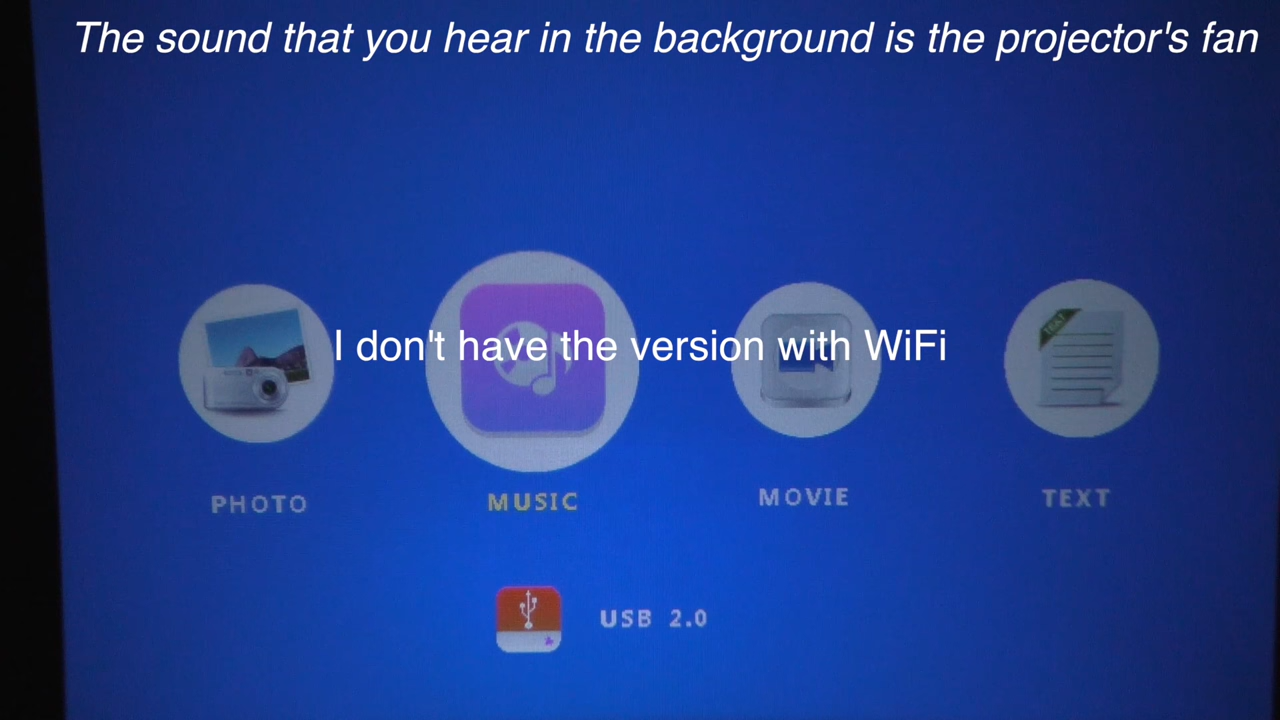 The sound that you hear in the background is the projector's fan
I don't have the version with WiFi
PHOTO
MUSIC
MOVIE
TEXT
USB 2.0